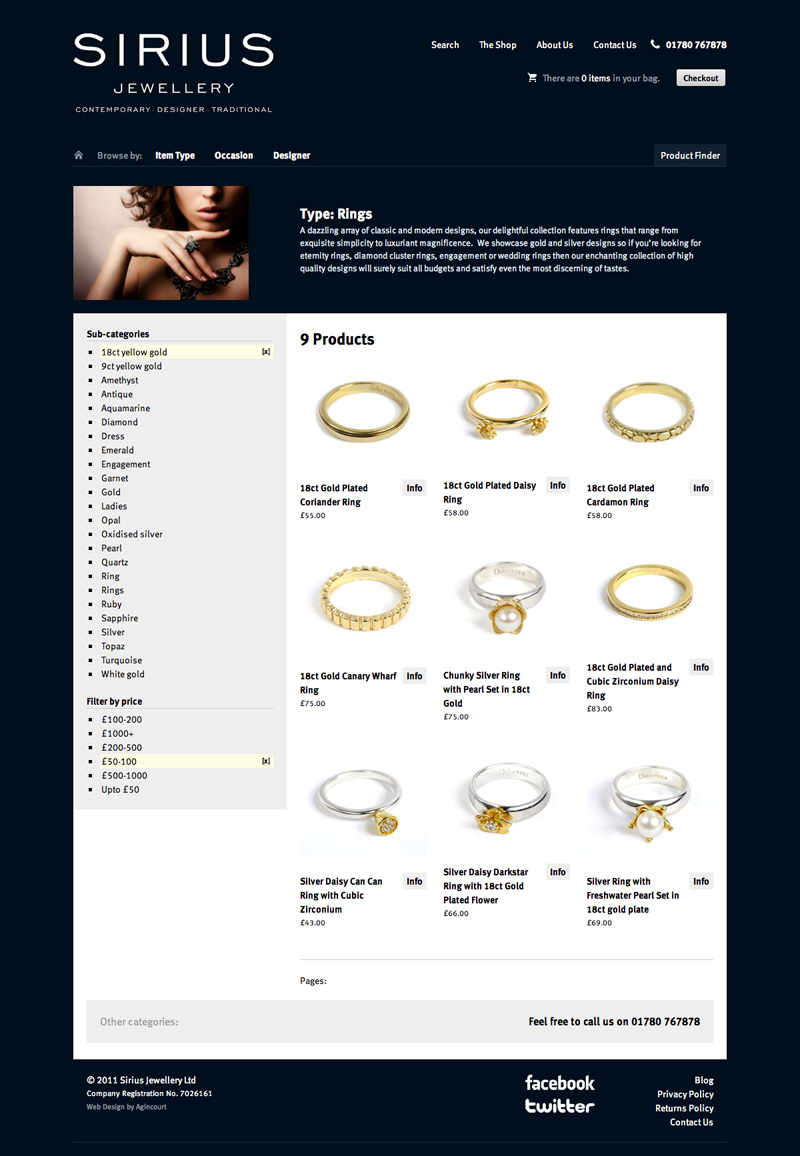 SIRIUS
JEWELLERY
CONTEMPORARY · DESIGNER · TRADITIONAL
Search The Shop About Us Contact Us 01780 767878
There are 0 items in your bag. Checkout
Browse by: Item Type Occasion Designer Product Finder
Type: Rings
A dazzling array of classic and modern designs, our delightful collection features rings that range from
exquisite simplicity to luxuriant magnificence. We showcase gold and silver designs so if you're looking for
eternity rings, diamond cluster rings, engagement or wedding rings then our enchanting collection of high
quality designs will surely suit all budgets and satisfy even the most discerning of tastes.
Sub-categories
18ct yellow gold [x]
9ct yellow gold
Amethyst
Antique
Aquamarine
Diamond
Dress
Emerald
Engagement
Garnet
Gold
Ladies
Opal
Oxidised silver
Pearl
Quartz
Ring
Rings
Ruby
Sapphire
Silver
Topaz
Turquoise
White gold
Filter by price
£100-200
£1000+
£200-500
£50-100 [x]
£500-1000
Upto £50
9 Products
18ct Gold Plated Info
Coriander Ring
£55.00
18ct Gold Plated Daisy Info
Ring
£58.00
18ct Gold Plated Info
Cardamon Ring
£58.00
18ct Gold Canary Wharf Info
Ring
£75.00
Chunky Silver Ring Info
with Pearl Set in 18ct
Gold
£75.00
18ct Gold Plated and Info
Cubic Zirconium Daisy
Ring
£83.00
Silver Daisy Can Can Info
Ring with Cubic
Zirconium
£43.00
Silver Daisy Darkstar Info
Ring with 18ct Gold
Plated Flower
£66.00
Silver Ring with Info
Freshwater Pearl Set in
18ct gold plate
£69.00
Pages:
Other categories: Feel free to call us on 01780 767878
© 2011 Sirius Jewellery Ltd
Company Registration No. 7026161
Web Design by Agincourt
facebook
twitter
Blog
Privacy Policy
Returns Policy
Contact Us